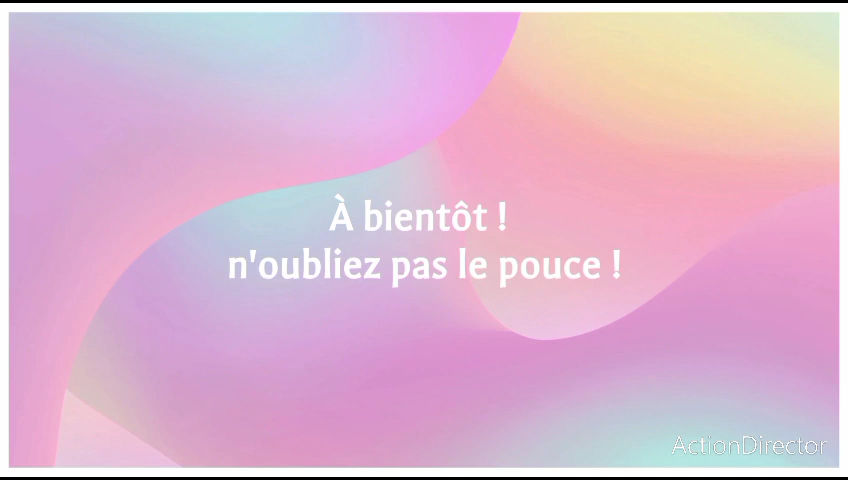 À bientôt !
n'oubliez pas le pouce !
ActionDirector